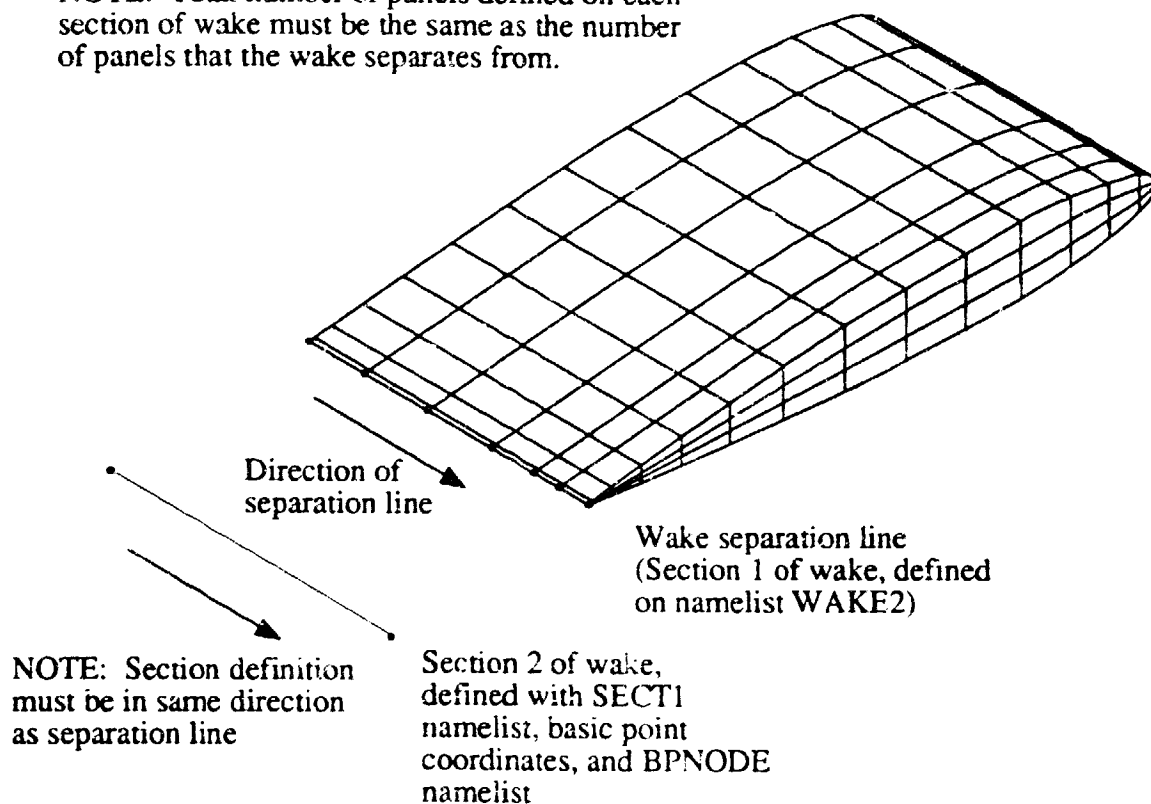 section of wake must be the same as the number
of panels that the wake separates from.
Direction of
separation line
Wake separation line
(Section 1 of wake, defined
on namelist WAKE2)
NOTE: Section definition
must be in same direction
as separation line
Section 2 of wake,
defined with SECT1
namelist, basic point
coordinates, and BPNODE
namelist